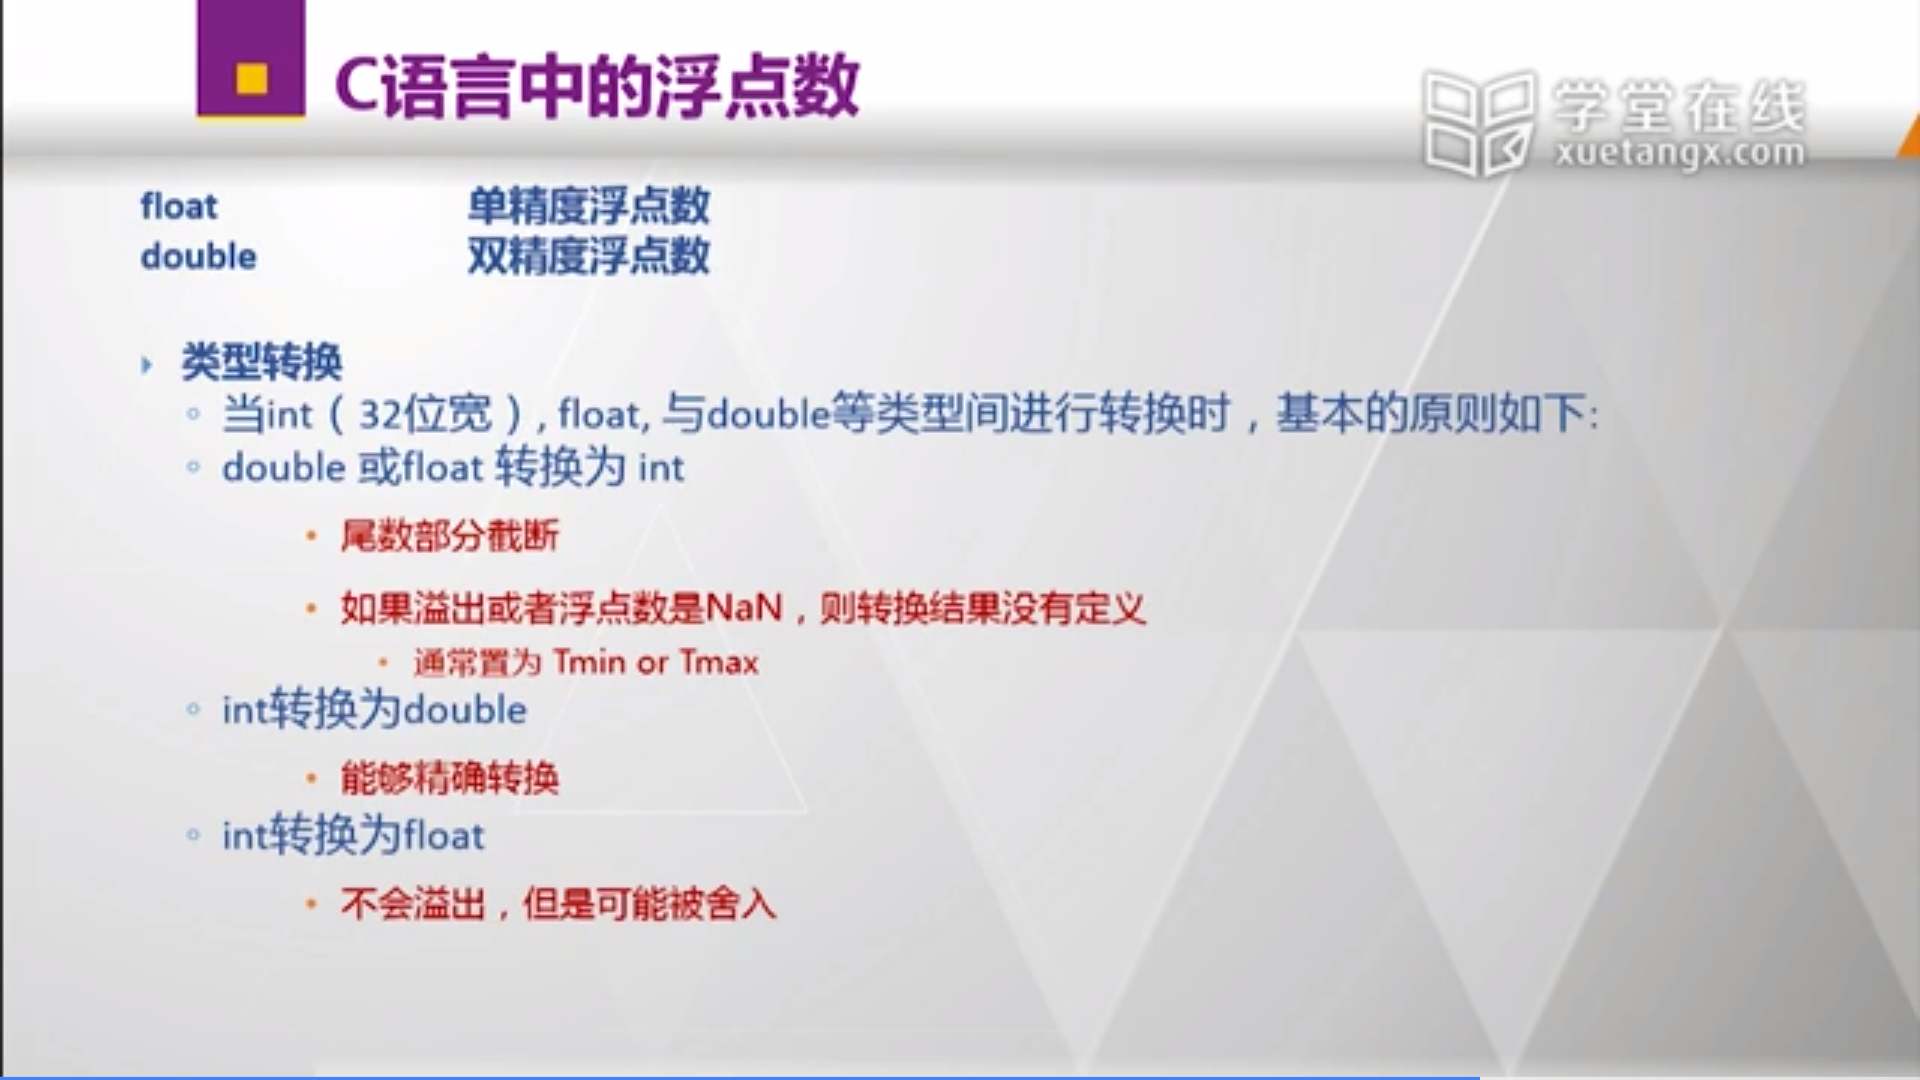 C语言中的浮点数
学堂在线
xuetangx.com
float 单精度浮点数
double 双精度浮点数
类型转换
当int（32位宽）, float, 与double等类型间进行转换时，基本的原则如下:
double 或float 转换为 int
尾数部分截断
如果溢出或者浮点数是NaN，则转换结果没有定义
通常置为 Tmin or Tmax
int转换为double
能够精确转换
int转换为float
不会溢出，但是可能被舍入